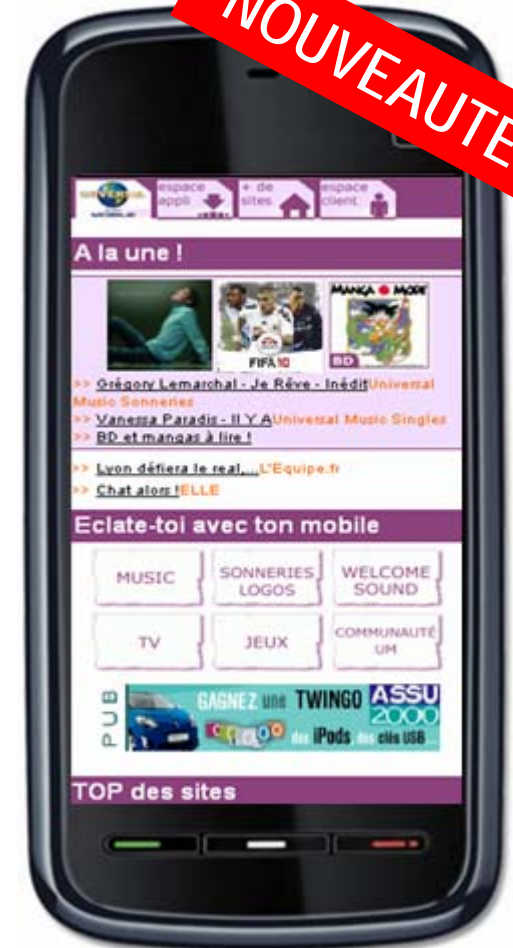 NOUVEAUTE
UNIVERSAL
espace
appli
+ de
sites
espace
client
A la une !
FIFA 10
MANGA MODE
BD
>> Grégory Lemarchal - Je Rêve - InéditUniversal
Music Sonneries
>> Vanessa Paradis - Il Y AUniversal Music Singles
>> BD et mangas à lire !
>> Lyon défiera le real,...L'Equipe.fr
>> Chat alors !ELLE
Eclate-toi avec ton mobile
MUSIC
SONNERIES
LOGOS
WELCOME
SOUND
TV
JEUX
COMMUNAUTÉ
UM
PUB
GAGNEZ une TWINGO
ASSU
2000
des iPods, des clés USB
TOP des sites